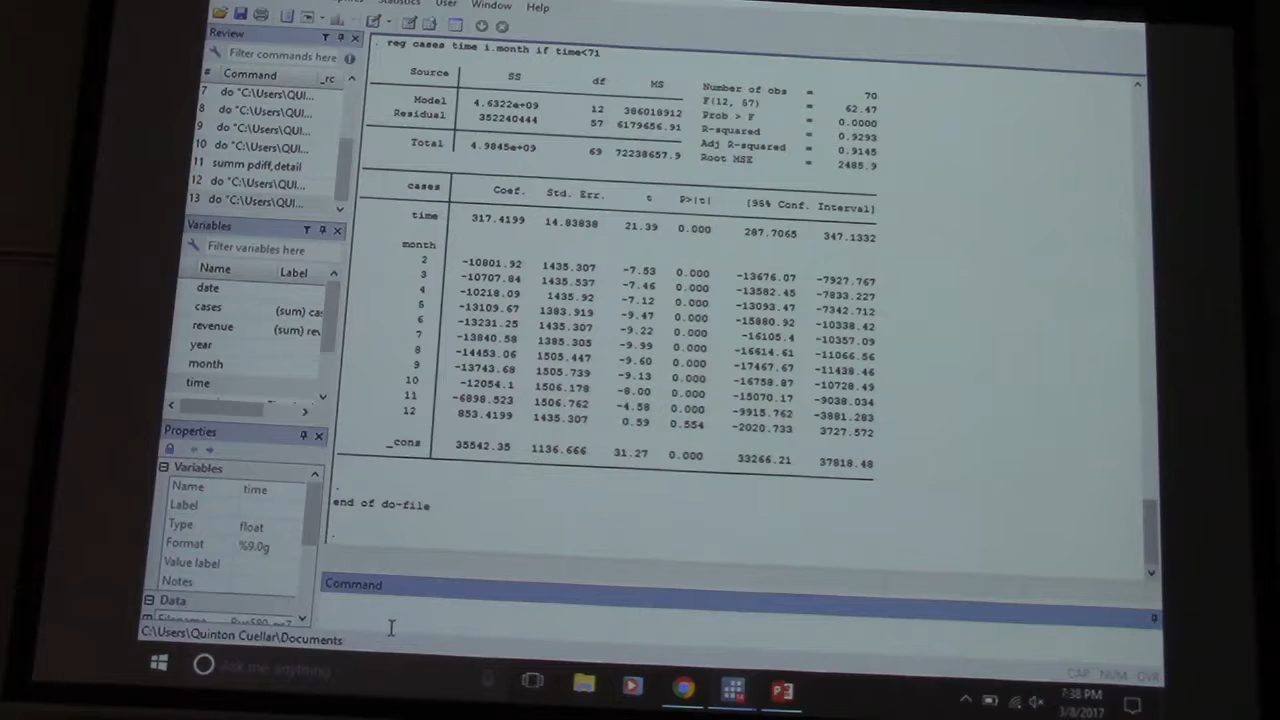 Statistics User Window Help
Review
Filter commands here
# Command _rc
7 do "C:\Users\QUI...
8 do "C:\Users\QUI...
9 do "C:\Users\QUI...
10 do "C:\Users\QUI...
11 summ pdiff,detail
12 do "C:\Users\QUI...
13 do "C:\Users\QUI...
Variables
Filter variables here
Name Label
date
cases (sum) cas
revenue (sum) rev
year
month
time
Properties
Variables
Name time
Label
Type float
Format %9.0g
Value label
Notes
Data
C:\Users\Quinton Cuellar\Documents
. reg cases time i.month if time<71
Source SS df MS Number of obs = 70
F(12, 57) = 62.47
Model 4.6322e+09 12 386018912 Prob > F = 0.0000
Residual 352240444 57 6179656.91 R-squared = 0.9293
Adj R-squared = 0.9145
Total 4.9845e+09 69 72238657.9 Root MSE = 2485.9
cases Coef. Std. Err. t P>|t| [95% Conf. Interval]
time 317.4199 14.83838 21.39 0.000 287.7065 347.1332
month
2 -10801.92 1435.307 -7.53 0.000 -13676.07 -7927.767
3 -10707.84 1435.537 -7.46 0.000 -13582.45 -7833.227
4 -10218.09 1435.92 -7.12 0.000 -13093.47 -7342.712
5 -13109.67 1383.919 -9.47 0.000 -15880.92 -10338.42
6 -13231.25 1435.307 -9.22 0.000 -16105.4 -10357.09
7 -13840.58 1385.305 -9.99 0.000 -16614.61 -11066.56
8 -14453.06 1505.447 -9.60 0.000 -17467.67 -11438.46
9 -13743.68 1505.739 -9.13 0.000 -16758.87 -10728.49
10 -12054.1 1506.178 -8.00 0.000 -15070.17 -9038.034
11 -6898.523 1506.762 -4.58 0.000 -9915.762 -3881.283
12 853.4199 1435.307 0.59 0.554 -2020.733 3727.572
_cons 35542.35 1136.666 31.27 0.000 33266.21 37818.48
.
end of do-file
.
Command
CAP NUM OVR
Ask me anything
7:38 PM
3/8/2017